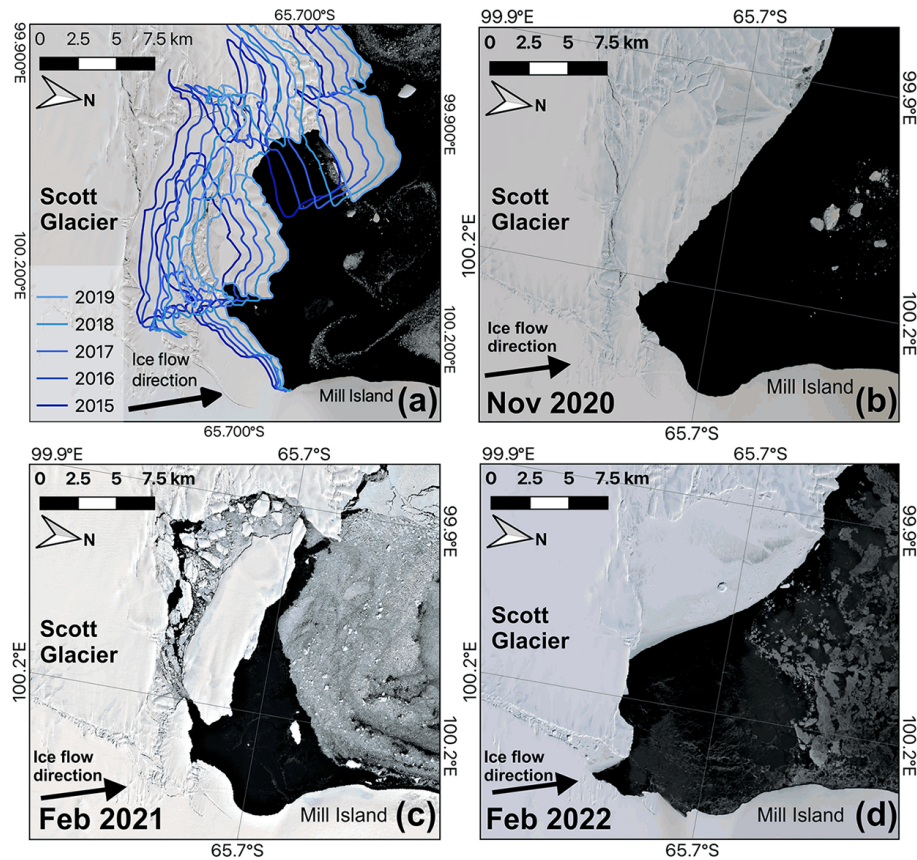 65.700°S
99.900°E
0 2.5 5 7.5 km
N
99.900°E
Scott
Glacier
100.200°E
2019
2018
2017
2016
2015
Ice flow
direction
100.200°E
Mill Island
(a)
65.700°S
99.9°E
65.7°S
0 2.5 5 7.5 km
N
99.9°E
Scott
Glacier
100.2°E
Ice flow
direction
100.2°E
Mill Island
(b)
Nov 2020
65.7°S
99.9°E
65.7°S
0 2.5 5 7.5 km
N
99.9°E
Scott
Glacier
100.2°E
Ice flow
direction
100.2°E
Mill Island
(c)
Feb 2021
65.7°S
99.9°E
65.7°S
0 2.5 5 7.5 km
N
99.9°E
Scott
Glacier
100.2°E
Ice flow
direction
100.2°E
Mill Island
(d)
Feb 2022
65.7°S